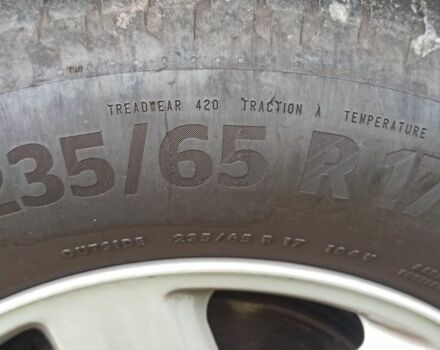 TREADWEAR 420 TRACTION A TEMPERATURE
235/65 R 17
OUTSIDE 235/65 R 17 104V